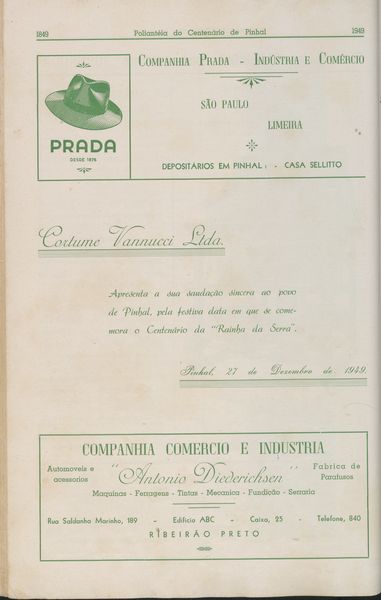 1849 Poliantéia do Centenário de Pinhal 1949
COMPANHIA PRADA - INDÚSTRIA E COMÉRCIO
SÃO PAULO
LIMEIRA
PRADA
DESDE 1876
DEPOSITÁRIOS EM PINHAL: - CASA SELLITTO
Cortume Vannucci Ltda.
Apresenta a sua saudação sincera ao povo
de Pinhal, pela festiva data em que se come-
mora o Centenário da "Rainha da Serra".
Pinhal, 27 de Dezembro de 1949.
COMPANHIA COMERCIO E INDUSTRIA
Automoveis e
acessorios
"Antonio Diederichsen"
Fabrica de
Parafusos
Maquinas - Ferragens - Tintas - Mecanica - Fundição - Serraria
Rua Saldanha Marinho, 189 - Edificio ABC - Caixa, 25 - Telefone, 840
RIBEIRÃO PRETO